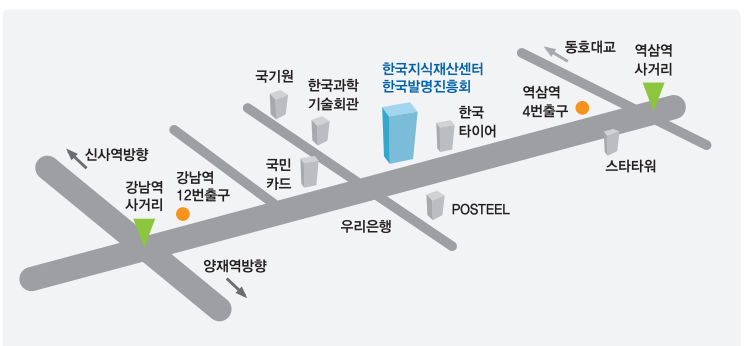 동호대교
역삼역
사거리
국기원
한국과학
기술회관
한국지식재산센터
한국발명진흥회
한국
타이어
역삼역
4번출구
스타타워
신사역방향
강남역
사거리
강남역
12번출구
국민
카드
POSTEEL
우리은행
양재역방향